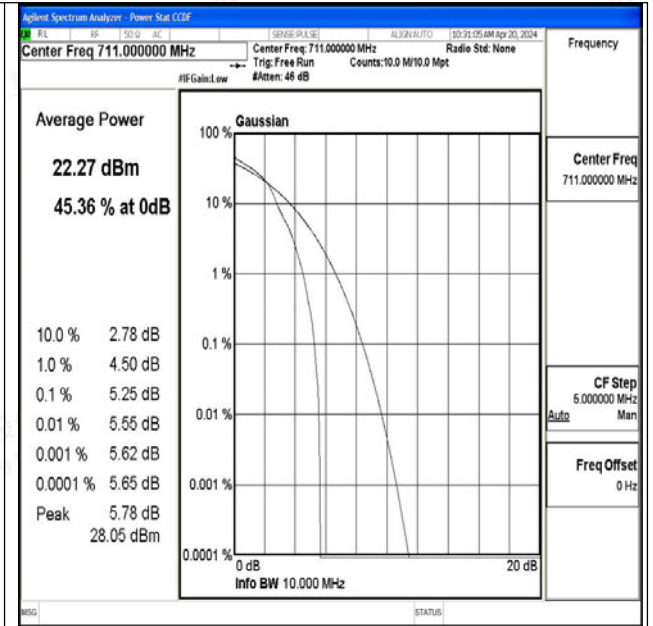 Agilent Spectrum Analyzer - Power Stat CCDF
RL RF 50 Ω AC SENSE:PULSE ALIGN AUTO 10:31:05 AM Apr 20, 2024
Center Freq 711.000000 MHz
Center Freq: 711.000000 MHz Radio Std: None
Trig: Free Run Counts:10.0 M/10.0 Mpt
#IFGain:Low #Atten: 46 dB
Frequency
Average Power
22.27 dBm
45.36 % at 0dB
10.0 % 2.78 dB
1.0 % 4.50 dB
0.1 % 5.25 dB
0.01 % 5.55 dB
0.001 % 5.62 dB
0.0001 % 5.65 dB
Peak 5.78 dB
28.05 dBm
Gaussian
100 %
10 %
1 %
0.1 %
0.01 %
0.001 %
0.0001 %
0 dB 20 dB
Info BW 10.000 MHz
Center Freq
711.000000 MHz
CF Step
5.000000 MHz
Auto Man
Freq Offset
0 Hz
MSG STATUS